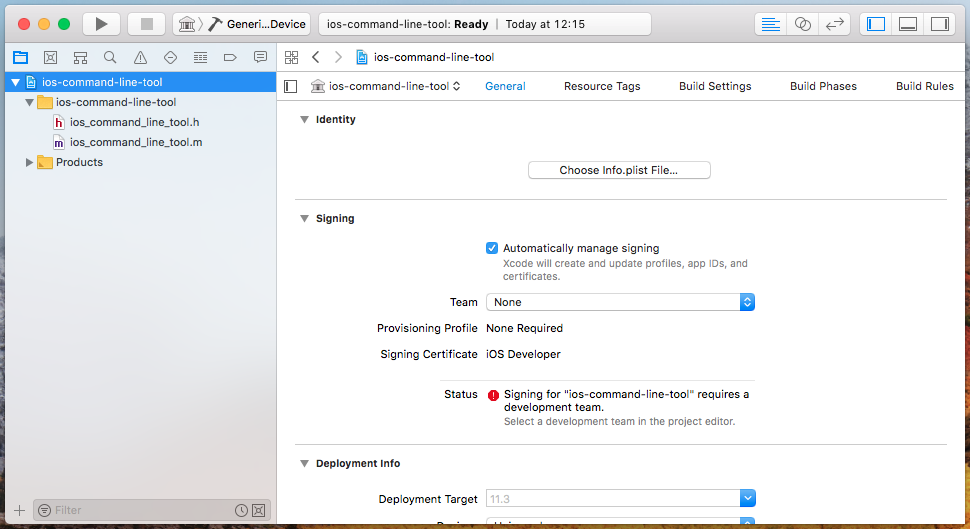 Generi...Device
ios-command-line-tool: Ready | Today at 12:15
ios-command-line-tool
ios-command-line-tool
ios-command-line-tool
h ios_command_line_tool.h
m ios_command_line_tool.m
Products
Filter
ios-command-line-tool General Resource Tags Build Settings Build Phases Build Rules
Identity
Choose Info.plist File...
Signing
Automatically manage signing
Xcode will create and update profiles, app IDs, and
certificates.
Team None
Provisioning Profile None Required
Signing Certificate iOS Developer
Status Signing for "ios-command-line-tool" requires a
development team.
Select a development team in the project editor.
Deployment Info
Deployment Target 11.3